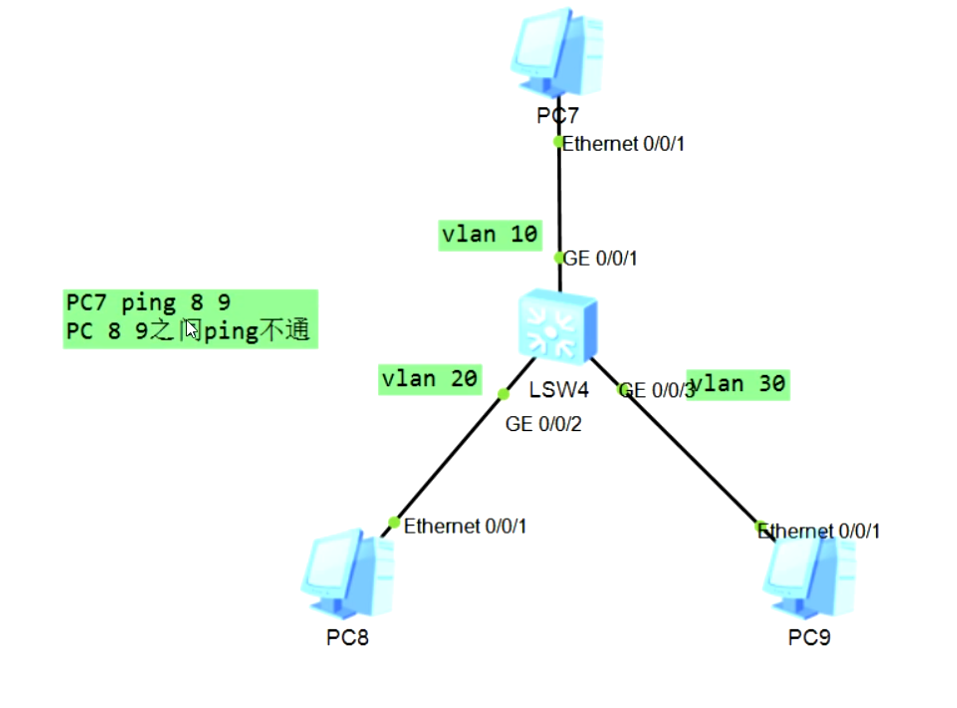 PC7
Ethernet 0/0/1
vlan 10
GE 0/0/1
PC7 ping 8 9
PC 8 9之间ping不通
vlan 20
LSW4
GE 0/0/3
vlan 30
GE 0/0/2
Ethernet 0/0/1
Ethernet 0/0/1
PC8
PC9